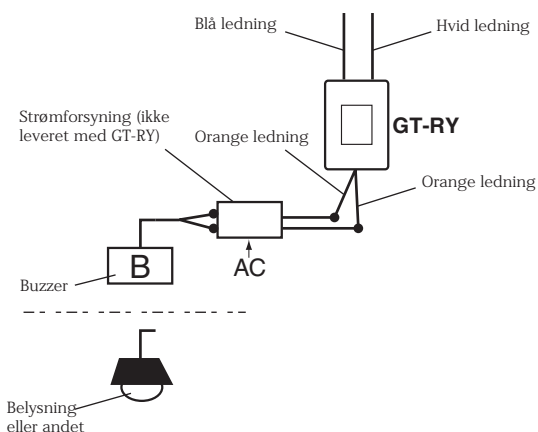 Blå ledning
Hvid ledning
Strømforsyning (ikke
leveret med GT-RY)
Orange ledning
GT-RY
Orange ledning
B
AC
Buzzer
Belysning
eller andet